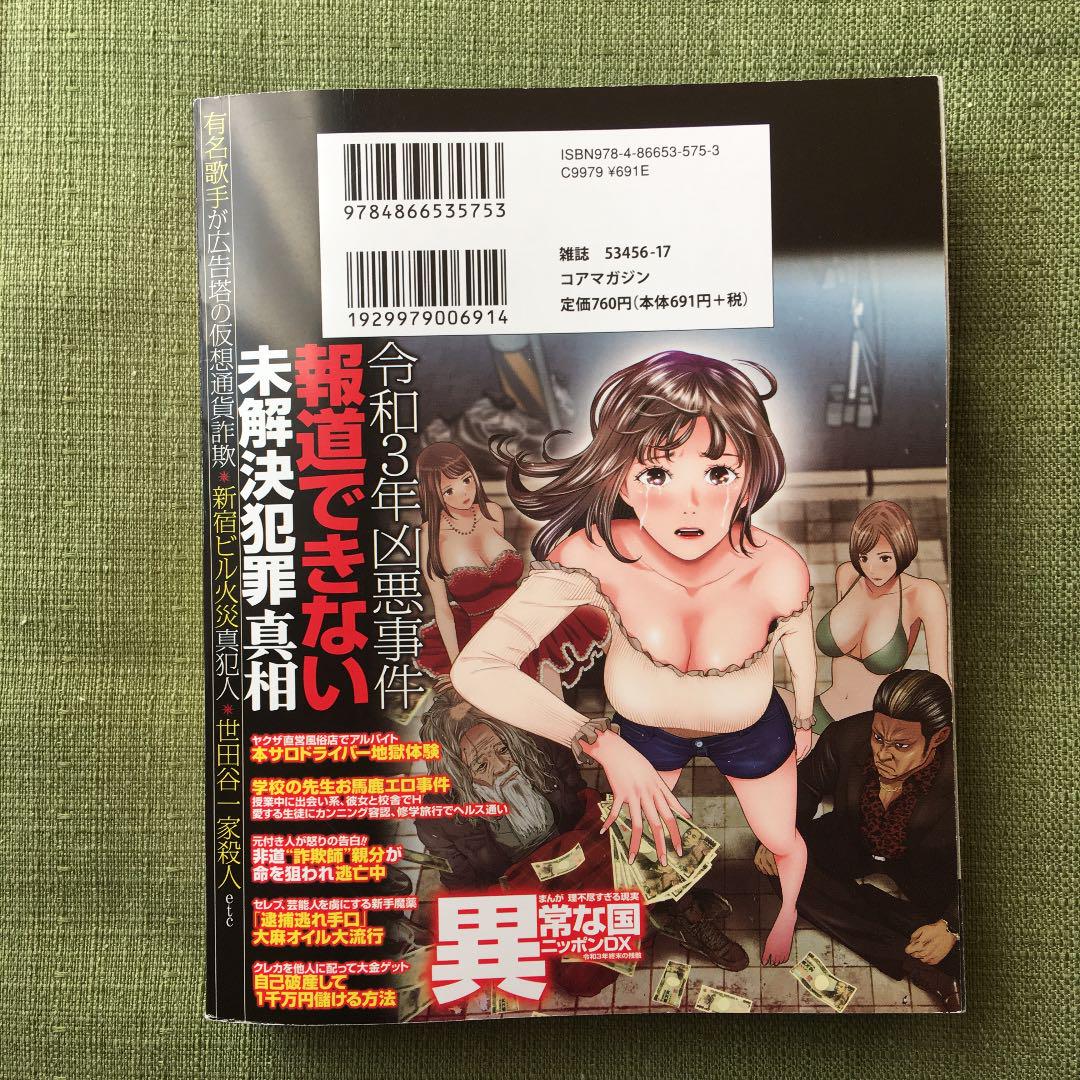 ISBN978-4-86653-575-3
C9979 ¥691E
9784866535753
雑誌 53456-17
コアマガジン
定価760円(本体691円+税)
1929979006914
令和3年凶悪事件
報道できない
未解決犯罪真相
有名歌手が広告塔の仮想通貨詐欺*新宿ビル火災真犯人*世田谷一家殺人etc
ヤクザ直営風俗店でアルバイト
本サロドライバー地獄体験
学校の先生お馬鹿エロ事件
授業中に出会い系、彼女と校舎でH
愛する生徒にカンニング容認、修学旅行でヘルス通い
元付き人が怒りの告白!!
非道“詐欺師”親分が
命を狙われ逃亡中
セレブ、芸能人を虜にする新手魔薬
「逮捕逃れ手口」
大麻オイル大流行
クレカを他人に配って大金ゲット
自己破産して
1千万円儲ける方法
まんが 理不尽すぎる現実
異常な国
ニッポンDX
令和3年終末の残骸